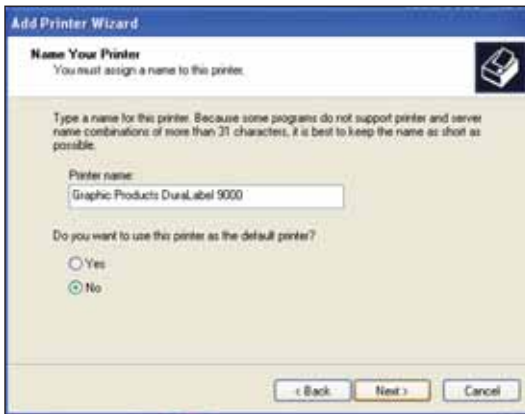 Add Printer Wizard
Name Your Printer
You must assign a name to this printer.
Type a name for this printer. Because some programs do not support printer and server
name combinations of more than 31 characters, it is best to keep the name as short as
possible.
Printer name:
Graphic Products DuraLabel 9000
Do you want to use this printer as the default printer?
Yes
No
< Back
Next >
Cancel